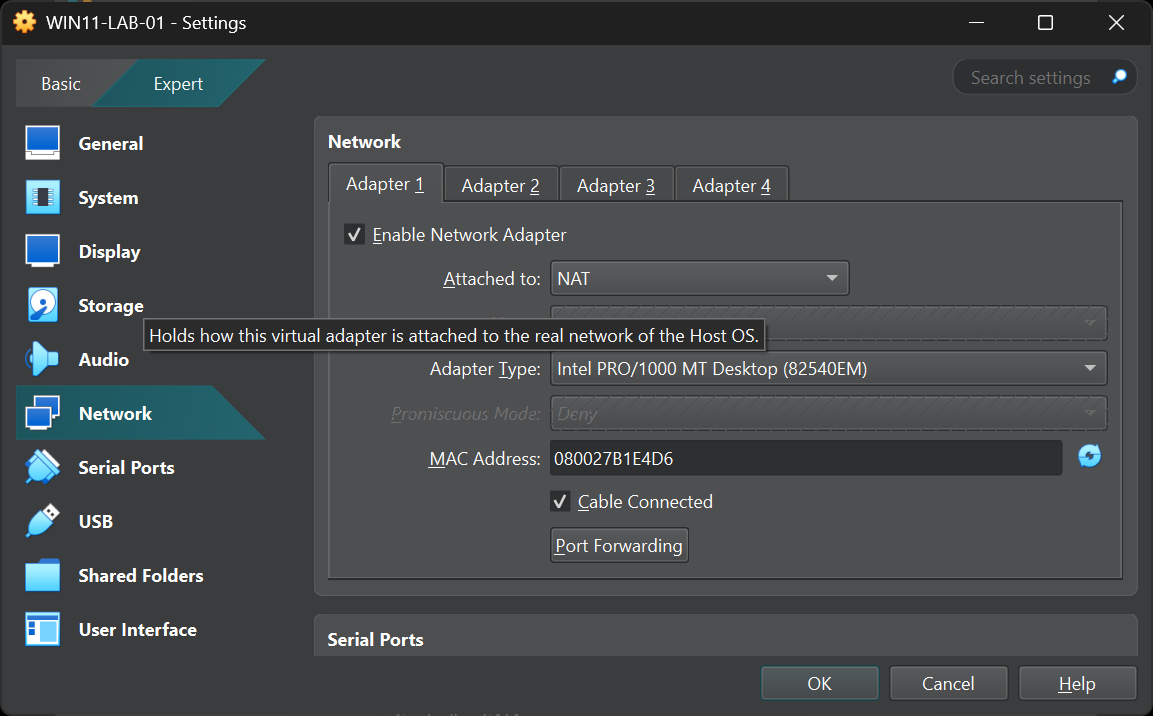 WIN11-LAB-01 - Settings
Basic
Expert
Search settings
General
System
Display
Storage
Audio
Network
Serial Ports
USB
Shared Folders
User Interface
Network
Adapter 1
Adapter 2
Adapter 3
Adapter 4
Enable Network Adapter
Attached to: NAT
Holds how this virtual adapter is attached to the real network of the Host OS.
Adapter Type: Intel PRO/1000 MT Desktop (82540EM)
Promiscuous Mode: Deny
MAC Address: 080027B1E4D6
Cable Connected
Port Forwarding
Serial Ports
OK
Cancel
Help